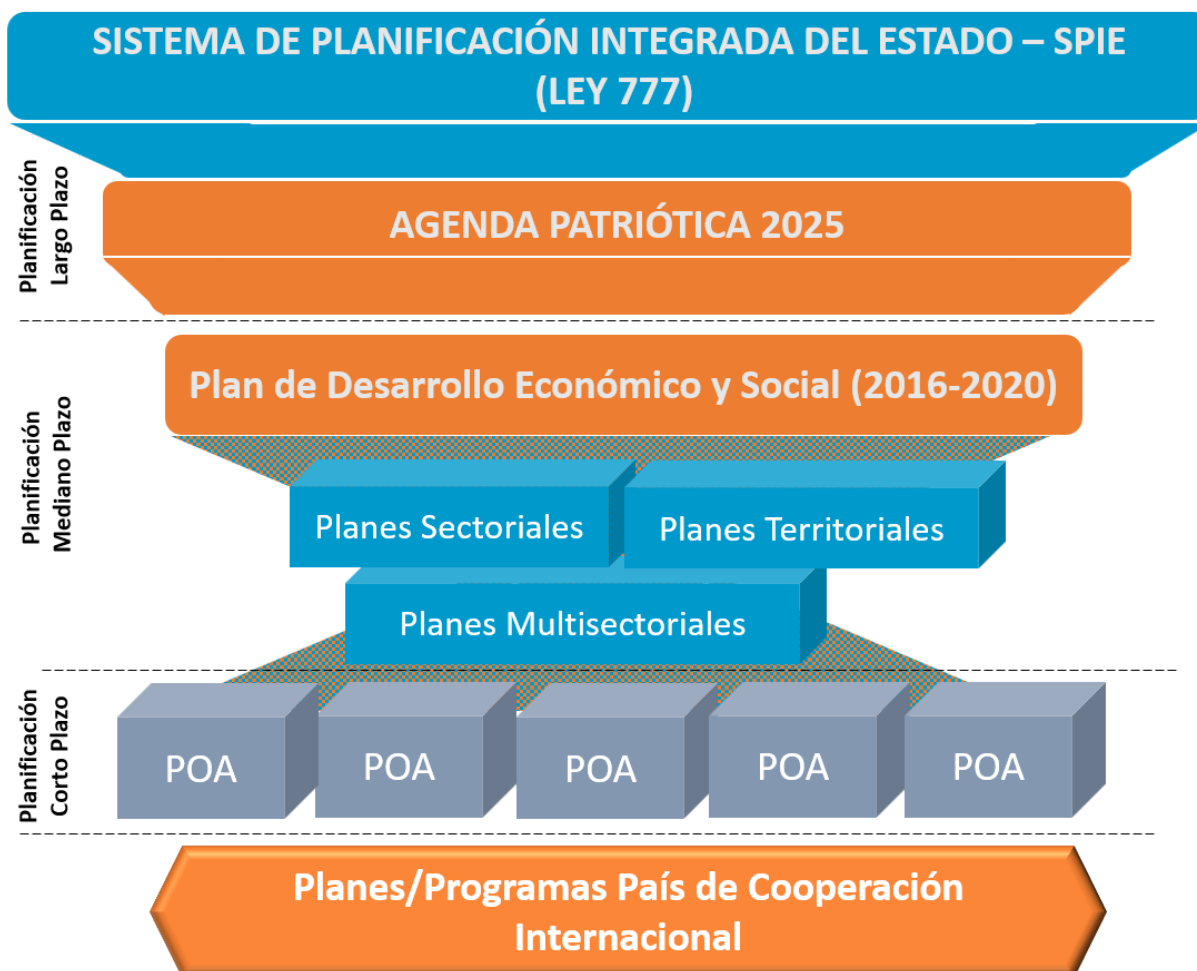 SISTEMA DE PLANIFICACIÓN INTEGRADA DEL ESTADO – SPIE
(LEY 777)
Planificación
Largo Plazo
AGENDA PATRIÓTICA 2025
Planificación
Mediano Plazo
Plan de Desarrollo Económico y Social (2016-2020)
Planes Sectoriales
Planes Territoriales
Planes Multisectoriales
Planificación
Corto Plazo
POA
POA
POA
POA
POA
Planes/Programas País de Cooperación
Internacional